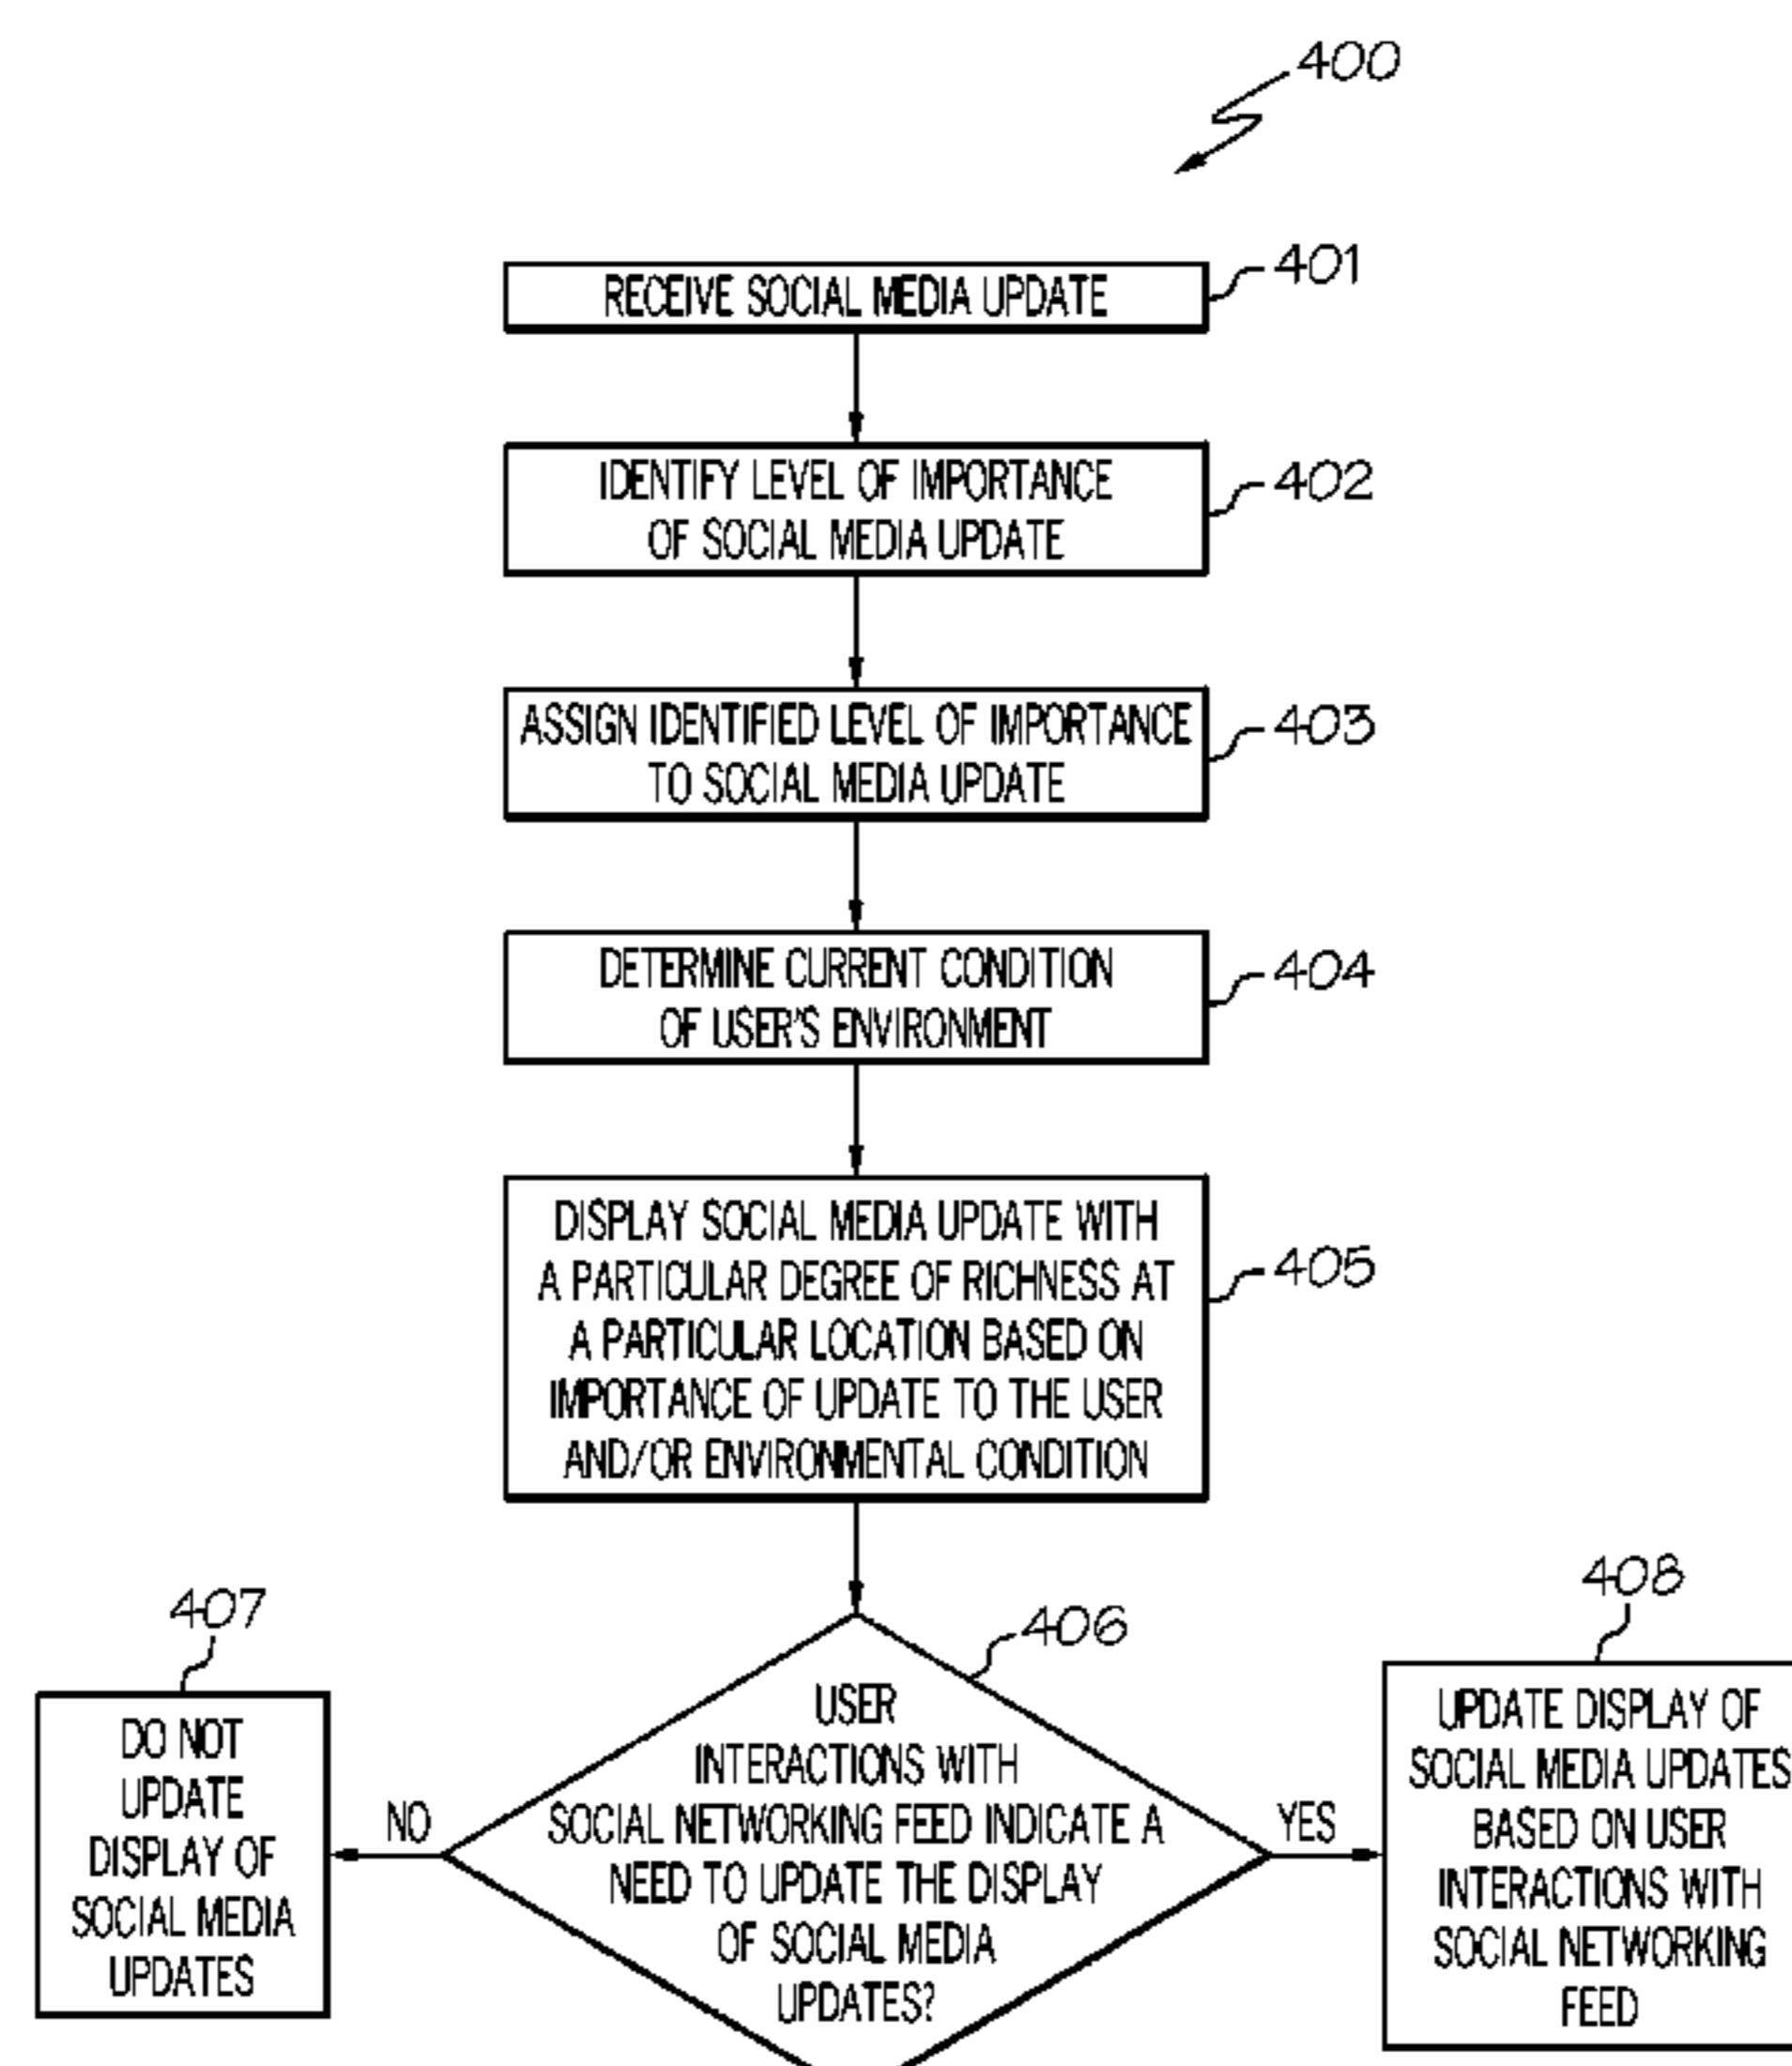 400
RECEIVE SOCIAL MEDIA UPDATE
401
IDENTIFY LEVEL OF IMPORTANCE
OF SOCIAL MEDIA UPDATE
402
ASSIGN IDENTIFIED LEVEL OF IMPORTANCE
TO SOCIAL MEDIA UPDATE
403
DETERMINE CURRENT CONDITION
OF USER'S ENVIRONMENT
404
DISPLAY SOCIAL MEDIA UPDATE WITH
A PARTICULAR DEGREE OF RICHNESS AT
A PARTICULAR LOCATION BASED ON
IMPORTANCE OF UPDATE TO THE USER
AND/OR ENVIRONMENTAL CONDITION
405
406
USER
INTERACTIONS WITH
SOCIAL NETWORKING FEED INDICATE A
NEED TO UPDATE THE DISPLAY
OF SOCIAL MEDIA
UPDATES?
NO
407
DO NOT
UPDATE
DISPLAY OF
SOCIAL MEDIA
UPDATES
YES
408
UPDATE DISPLAY OF
SOCIAL MEDIA UPDATES
BASED ON USER
INTERACTIONS WITH
SOCIAL NETWORKING
FEED